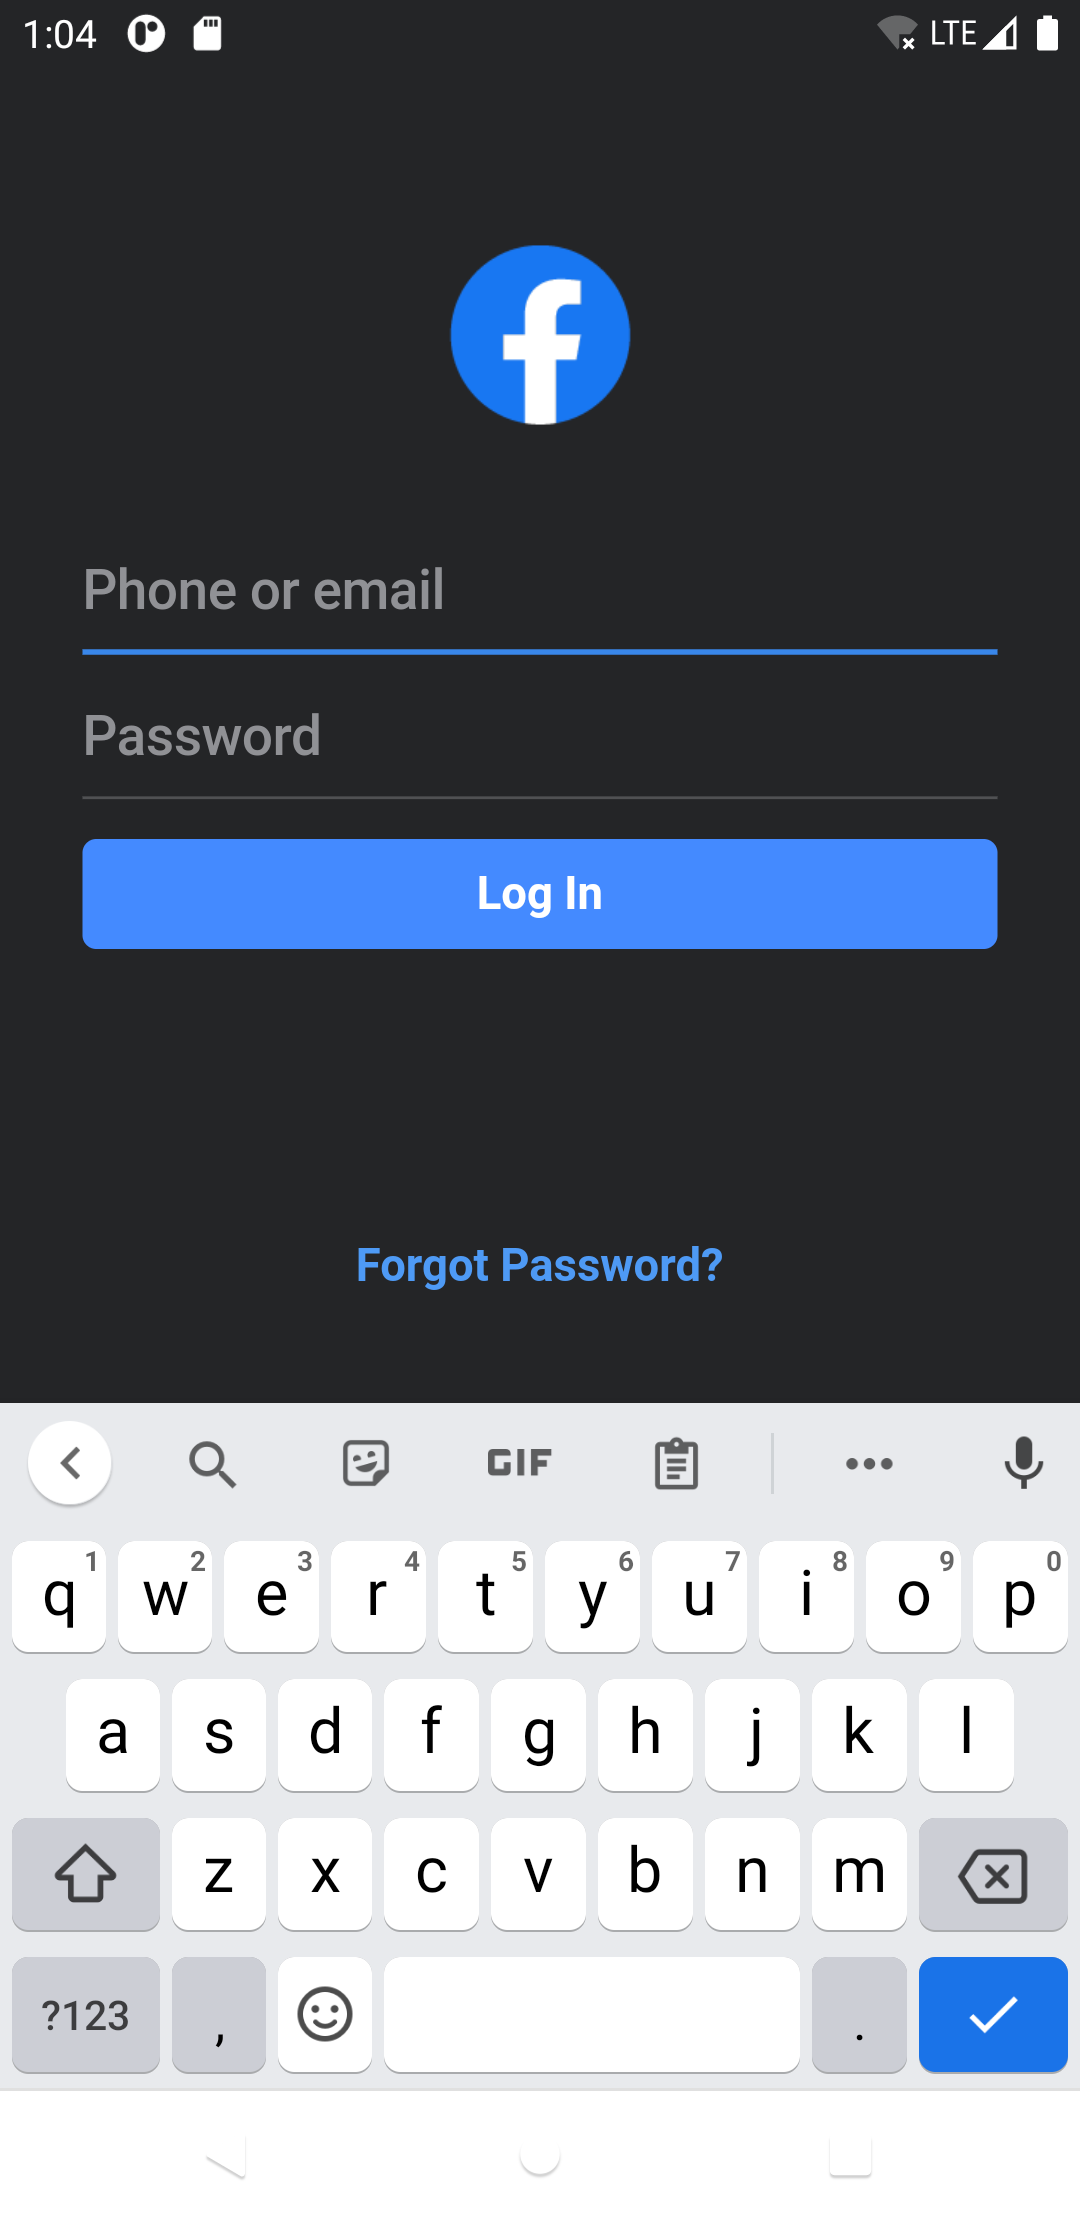 1:04 LTE
Phone or email
Password
Log In
Forgot Password?
GIF
q 1 w 2 e 3 r 4 t 5 y 6 u 7 i 8 o 9 p 0
a s d f g h j k l
z x c v b n m
?123 , .